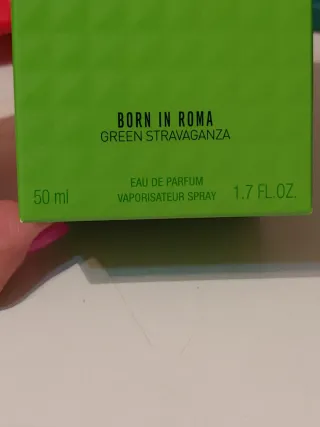 BORN IN ROMA
GREEN STRAVAGANZA
EAU DE PARFUM
50 ml VAPORISATEUR SPRAY 1.7 FL.OZ.